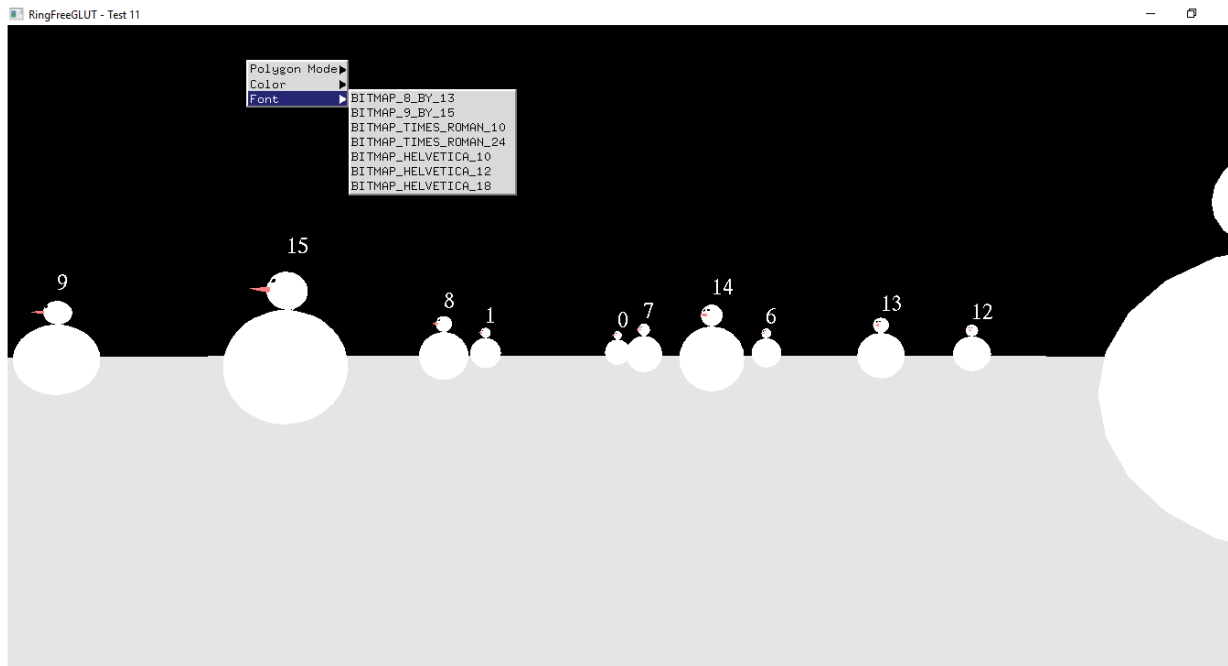 RingFreeGLUT - Test 11
Polygon Mode
Color
Font
BITMAP_8_BY_13
BITMAP_9_BY_15
BITMAP_TIMES_ROMAN_10
BITMAP_TIMES_ROMAN_24
BITMAP_HELVETICA_10
BITMAP_HELVETICA_12
BITMAP_HELVETICA_18
9
15
8
1
0
7
14
6
13
12